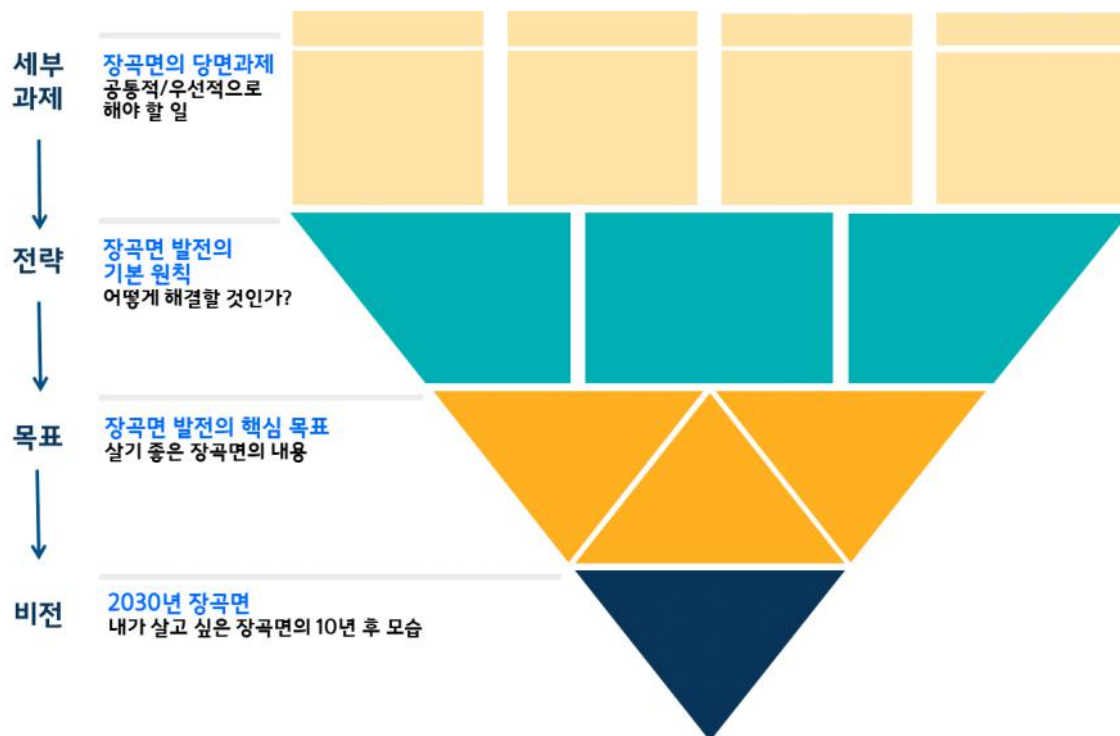 세부
과제
장곡면의 당면과제
공통적/우선적으로
해야 할 일
전략
장곡면 발전의
기본 원칙
어떻게 해결할 것인가?
목표
장곡면 발전의 핵심 목표
살기 좋은 장곡면의 내용
비전
2030년 장곡면
내가 살고 싶은 장곡면의 10년 후 모습